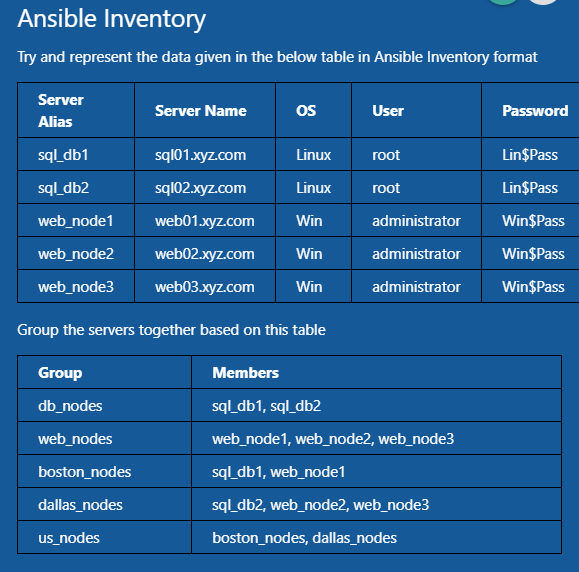 Ansible Inventory
Try and represent the data given in the below table in Ansible Inventory format
Server Alias Server Name OS User Password
sql_db1 sql01.xyz.com Linux root Lin$Pass
sql_db2 sql02.xyz.com Linux root Lin$Pass
web_node1 web01.xyz.com Win administrator Win$Pass
web_node2 web02.xyz.com Win administrator Win$Pass
web_node3 web03.xyz.com Win administrator Win$Pass
Group the servers together based on this table
Group Members
db_nodes sql_db1, sql_db2
web_nodes web_node1, web_node2, web_node3
boston_nodes sql_db1, web_node1
dallas_nodes sql_db2, web_node2, web_node3
us_nodes boston_nodes, dallas_nodes